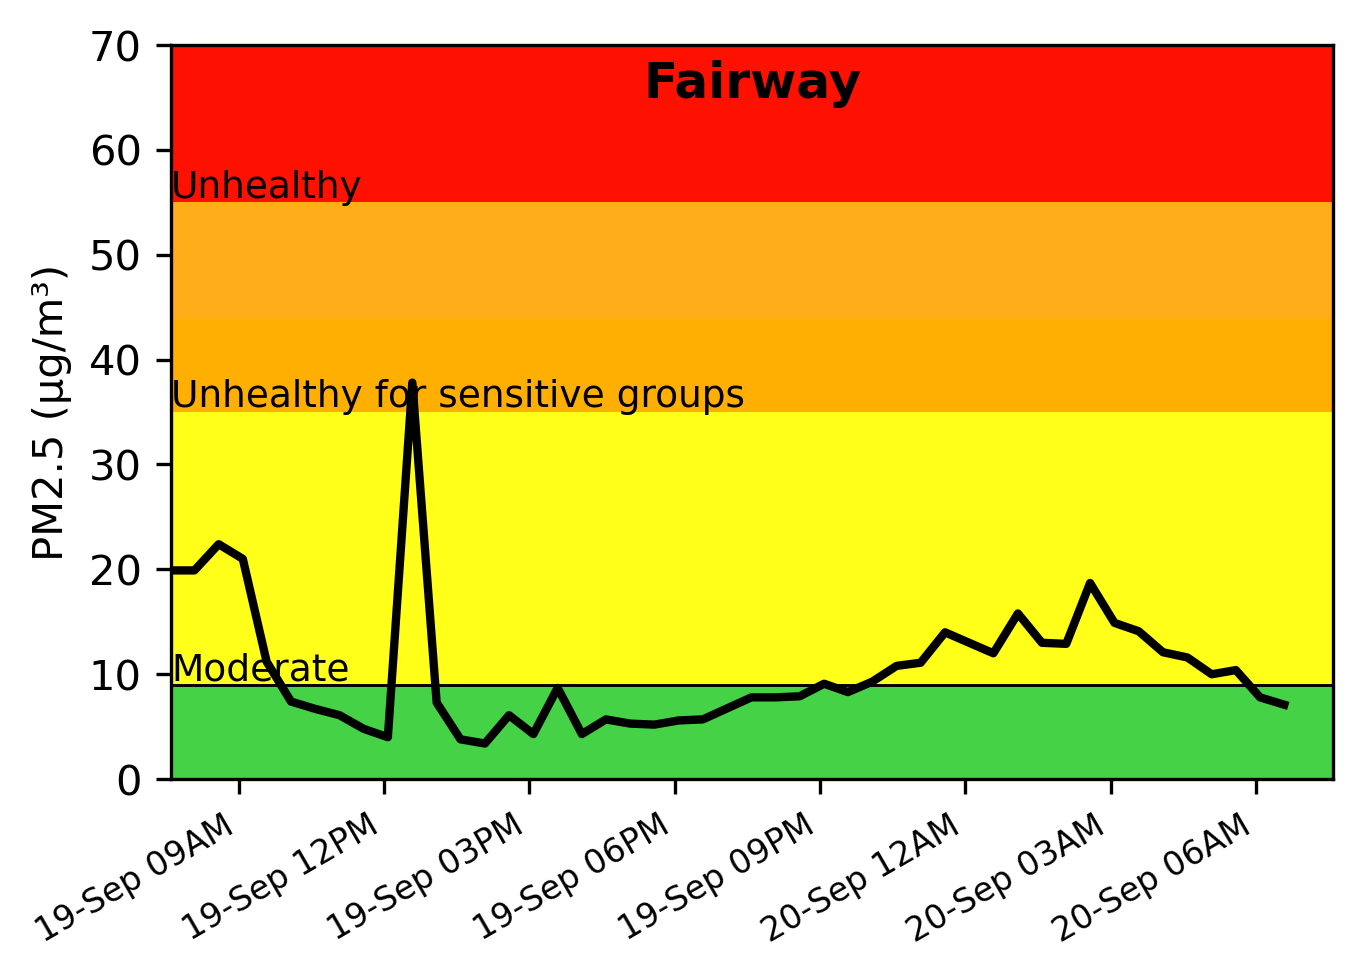 Fairway
PM2.5 (µg/m³)
70
60
50
40
30
20
10
0
Unhealthy
Unhealthy for sensitive groups
Moderate
19-Sep 09AM
19-Sep 12PM
19-Sep 03PM
19-Sep 06PM
19-Sep 09PM
20-Sep 12AM
20-Sep 03AM
20-Sep 06AM